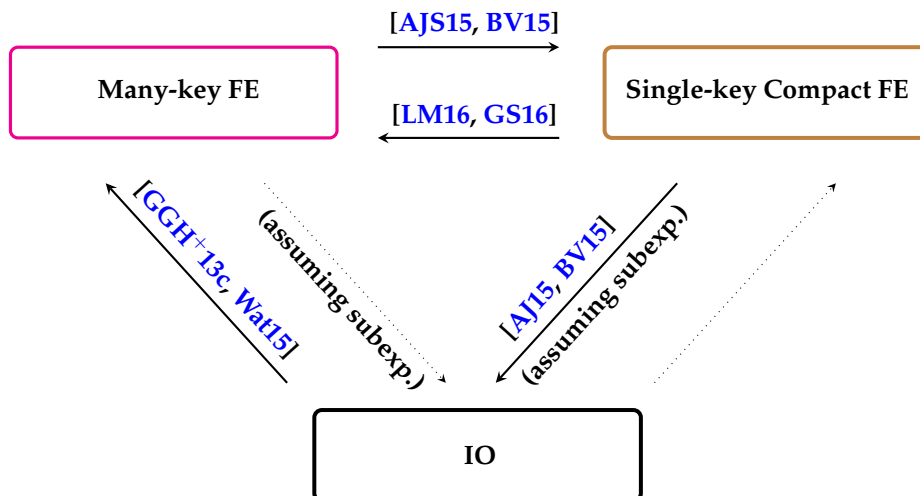 [AJS15, BV15]
Many-key FE
Single-key Compact FE
[LM16, GS16]
[GGH+13c, Wat15]
(assuming subexp.)
[AJ15, BV15]
(assuming subexp.)
IO